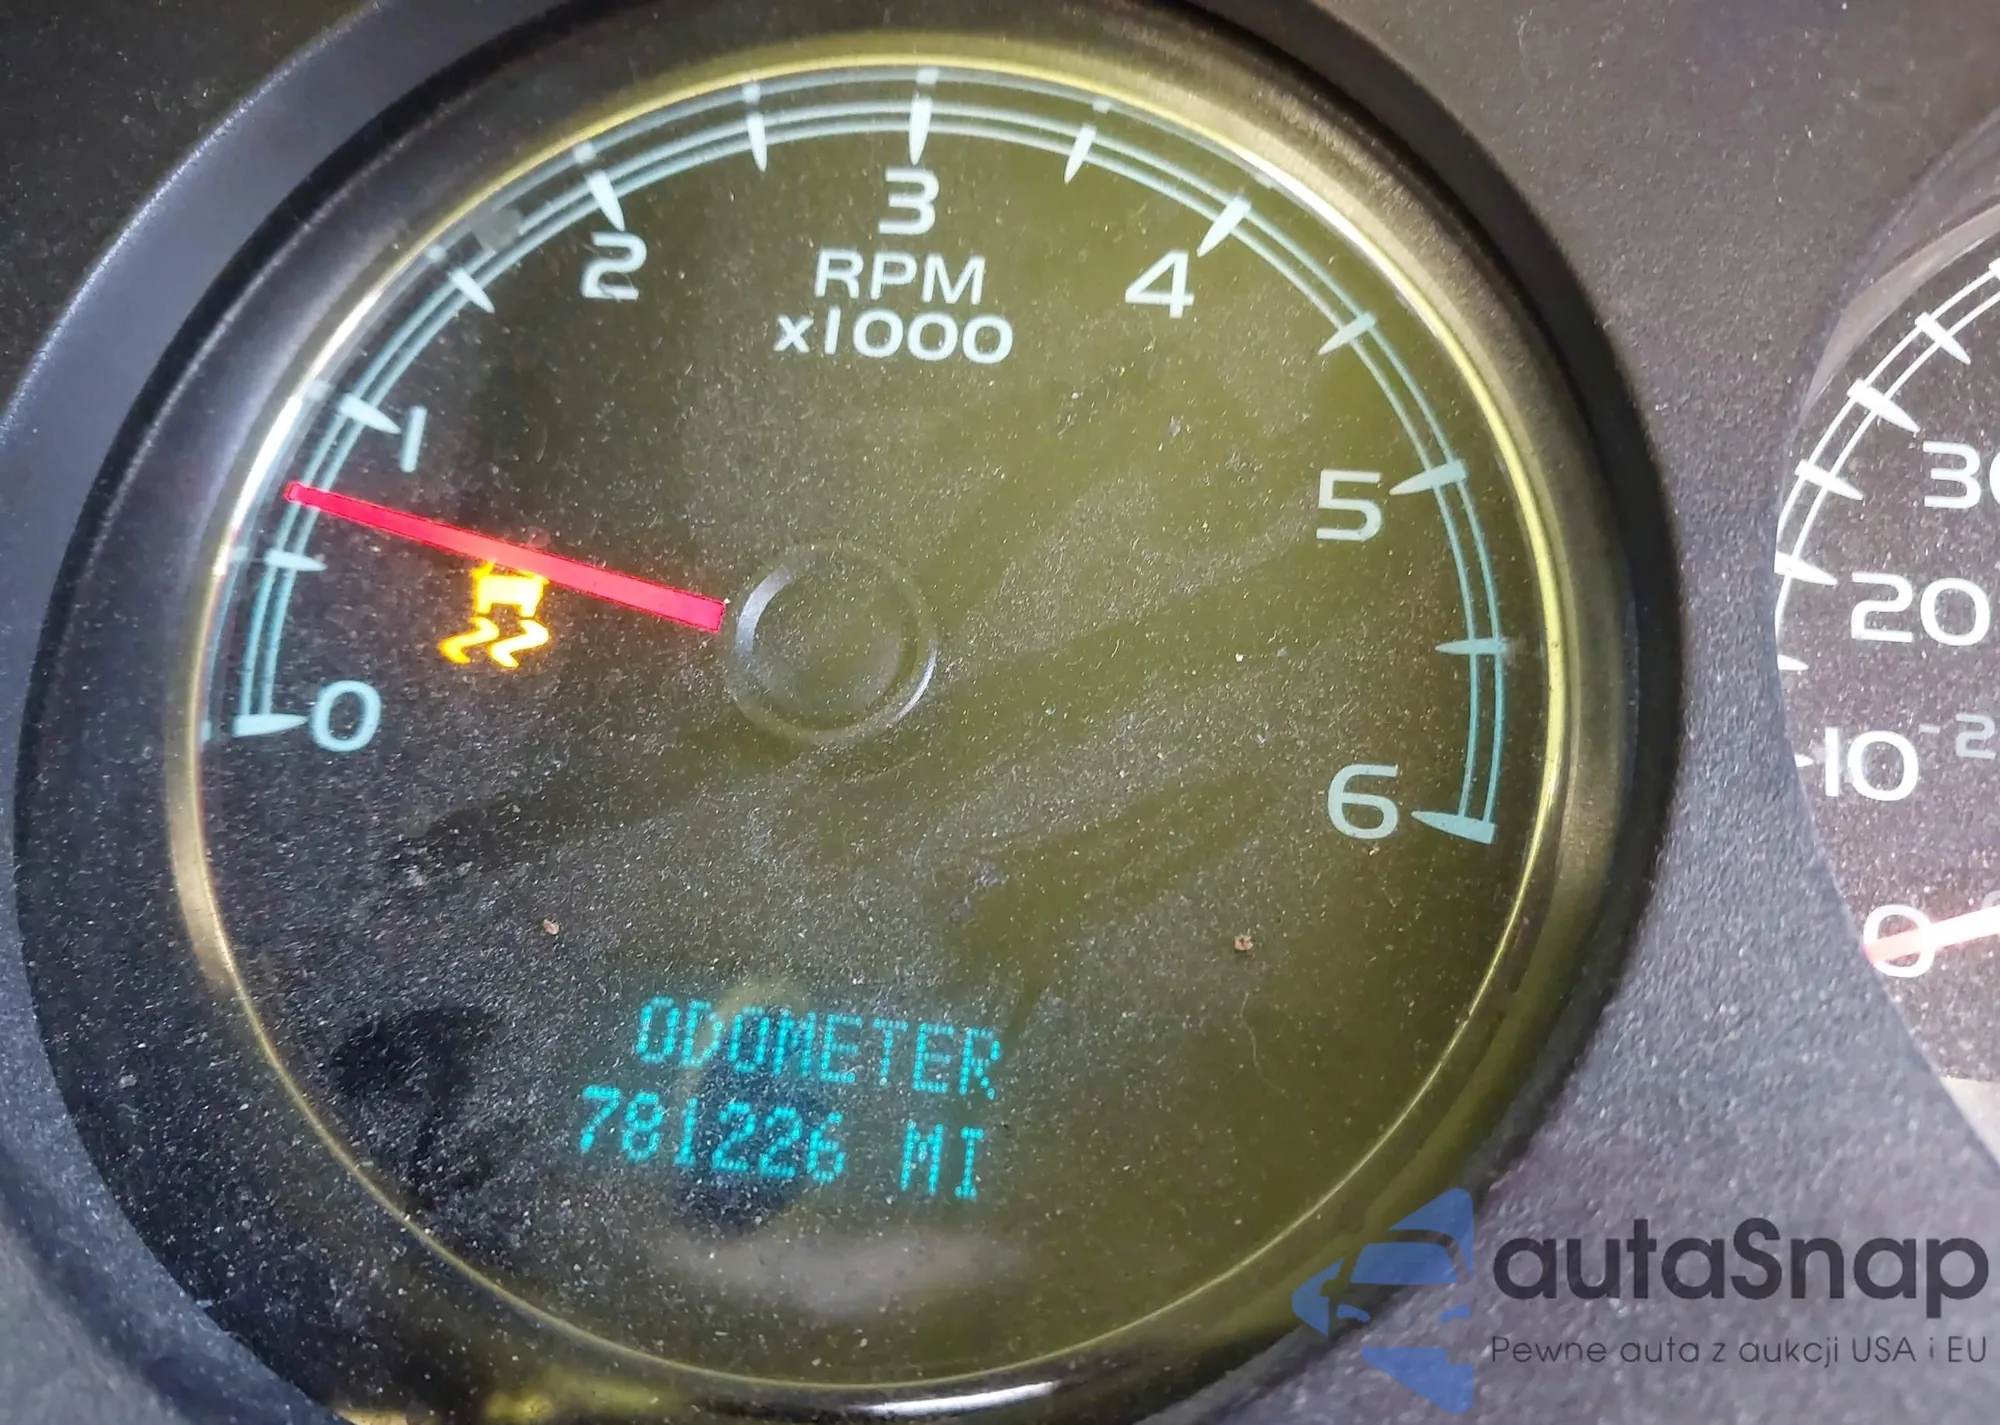 0
1
2
3
4
5
6
RPM
x1000
ODOMETER
781226 MI
20
10
0
autaSnap
Pewne auta z aukcji USA i EU